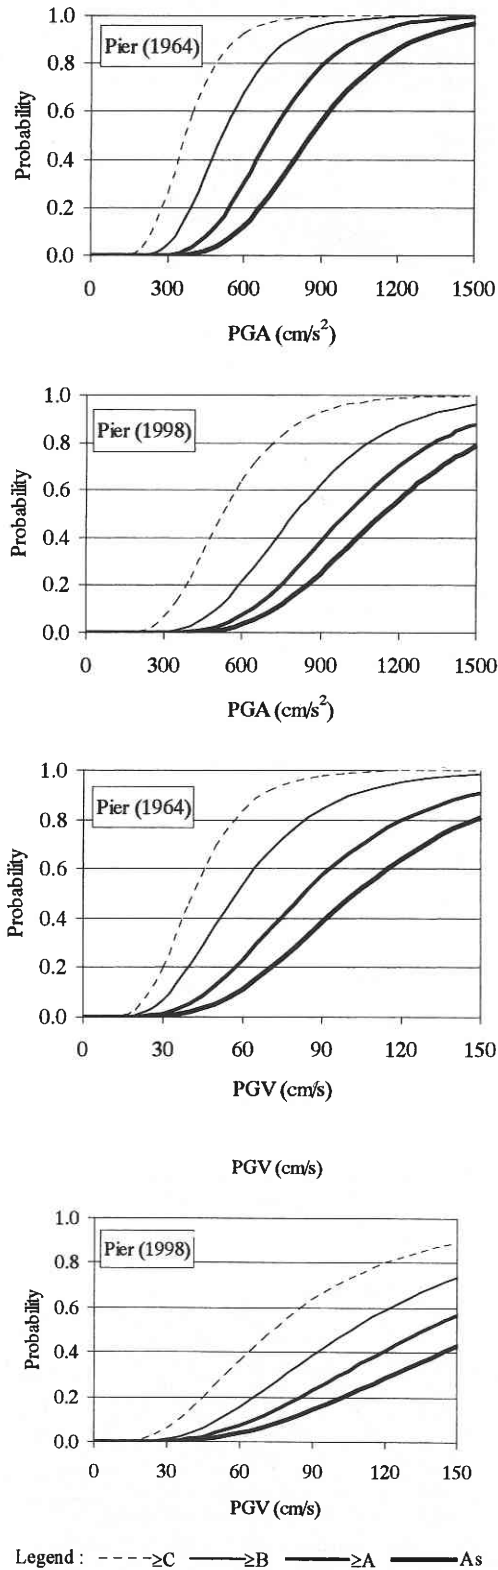 1.0
Pier (1964)
0.8
0.6
Probability
0.4
0.2
0.0
0 300 600 900 1200 1500
PGA (cm/s²)
1.0
Pier (1998)
0.8
0.6
Probability
0.4
0.2
0.0
0 300 600 900 1200 1500
PGA (cm/s²)
1.0
Pier (1964)
0.8
0.6
Probability
0.4
0.2
0.0
0 30 60 90 120 150
PGV (cm/s)
PGV (cm/s)
1.0
Pier (1998)
0.8
0.6
Probability
0.4
0.2
0.0
0 30 60 90 120 150
PGV (cm/s)
Legend : ≥C ≥B ≥A As